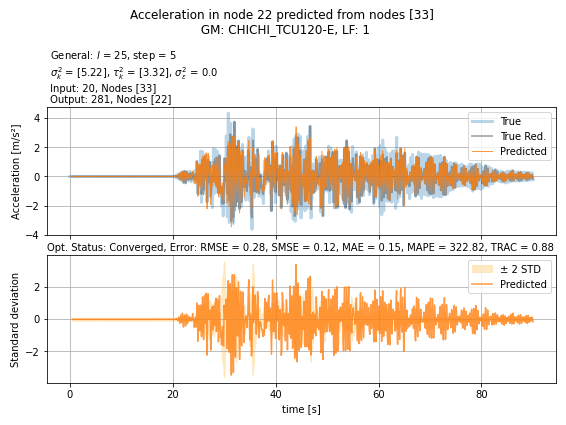 Acceleration in node 22 predicted from nodes [33]
GM: CHICHI_TCU120-E, LF: 1
General: l = 25, step = 5
σ²ₖ = [5.22], τ²ₖ = [3.32], σ²ε = 0.0
Input: 20, Nodes [33]
Output: 281, Nodes [22]
4
2
0
−2
−4
Acceleration [m/s²]
True
True Red.
Predicted
Opt. Status: Converged, Error: RMSE = 0.28, SMSE = 0.12, MAE = 0.15, MAPE = 322.82, TRAC = 0.88
2
0
−2
Standard deviation
± 2 STD
Predicted
0
20
40
60
80
time [s]